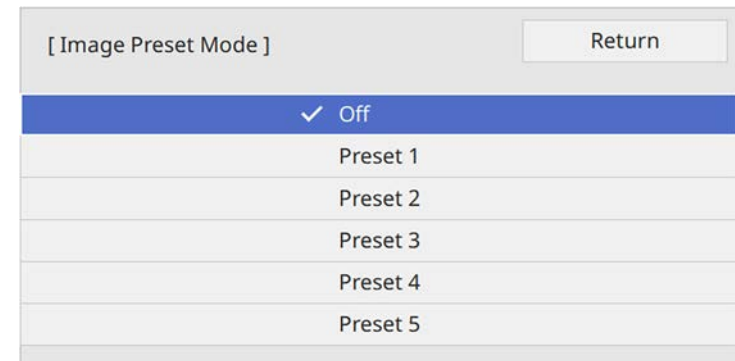 [ Image Preset Mode ]
Return
Off
Preset 1
Preset 2
Preset 3
Preset 4
Preset 5